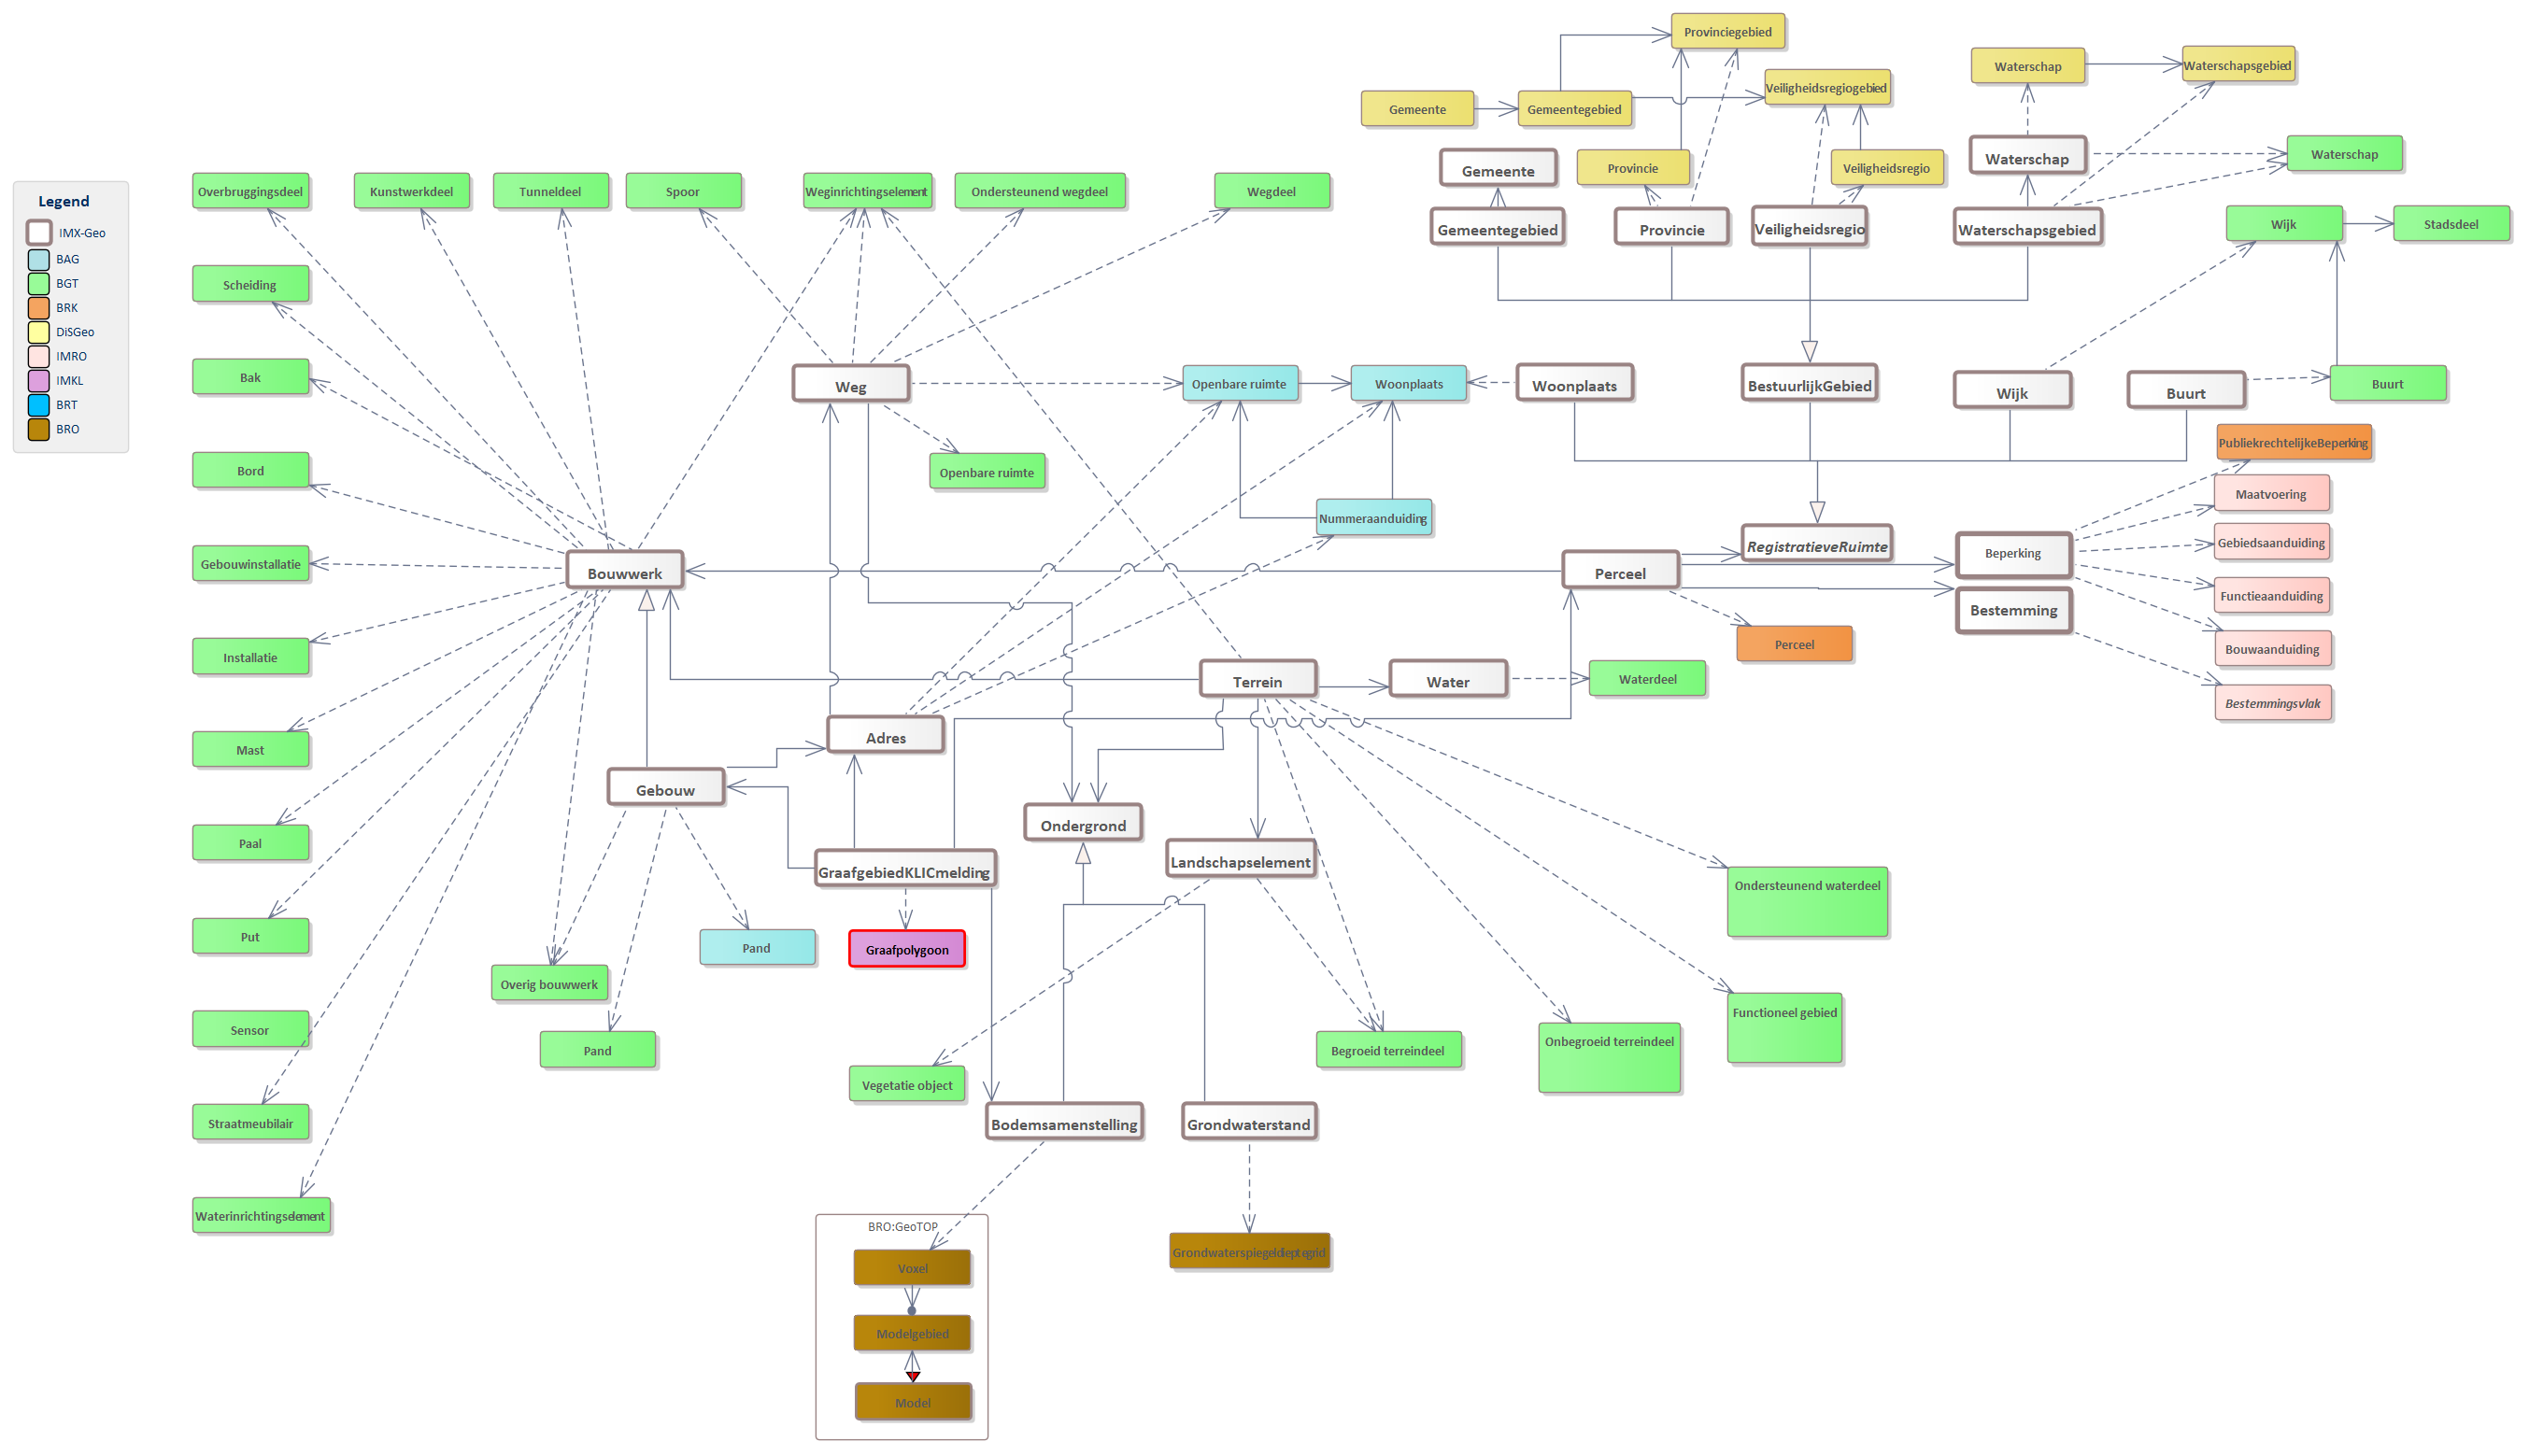 Provinciegebied
Waterschap
Waterschapsgebied
Veiligheidsregiogebied
Gemeente
Gemeentegebied
Waterschap
Waterschap
Gemeente
Provincie
Veiligheidsregio
Overbruggingsdeel
Kunstwerkdeel
Tunneldeel
Spoor
Weginrichtingselement
Ondersteunend wegdeel
Wegdeel
Legend
IMX-Geo
BAG
BGT
BRK
DiSGeo
IMRO
IMKL
BRT
BRO
Gemeentegebied
Provincie
Veiligheidsregio
Waterschapsgebied
Wijk
Stadsdeel
Scheiding
Bak
Weg
Openbare ruimte
Woonplaats
Woonplaats
BestuurlijkGebied
Wijk
Buurt
Buurt
PubliekrechtelijkeBeperking
Bord
Openbare ruimte
Maatvoering
Nummeraanduiding
RegistratieveRuimte
Beperking
Gebiedsaanduiding
Gebouwinstallatie
Bouwwerk
Perceel
Functieaanduiding
Bestemming
Installatie
Perceel
Bouwaanduiding
Terrein
Water
Waterdeel
Bestemmingsvlak
Mast
Adres
Gebouw
Paal
Ondergrond
Landschapselement
GraafgebiedKLICmelding
Ondersteunend waterdeel
Put
Pand
Graafpolygoon
Overig bouwwerk
Functioneel gebied
Sensor
Pand
Begroeid terreindeel
Onbegroeid terreindeel
Vegetatie object
Straatmeubilair
Bodemsamenstelling
Grondwaterstand
Waterinrichtingselement
BRO:GeoTOP
Grondwaterspiegeldieptegrid
Voxel
Modelgebied
Model